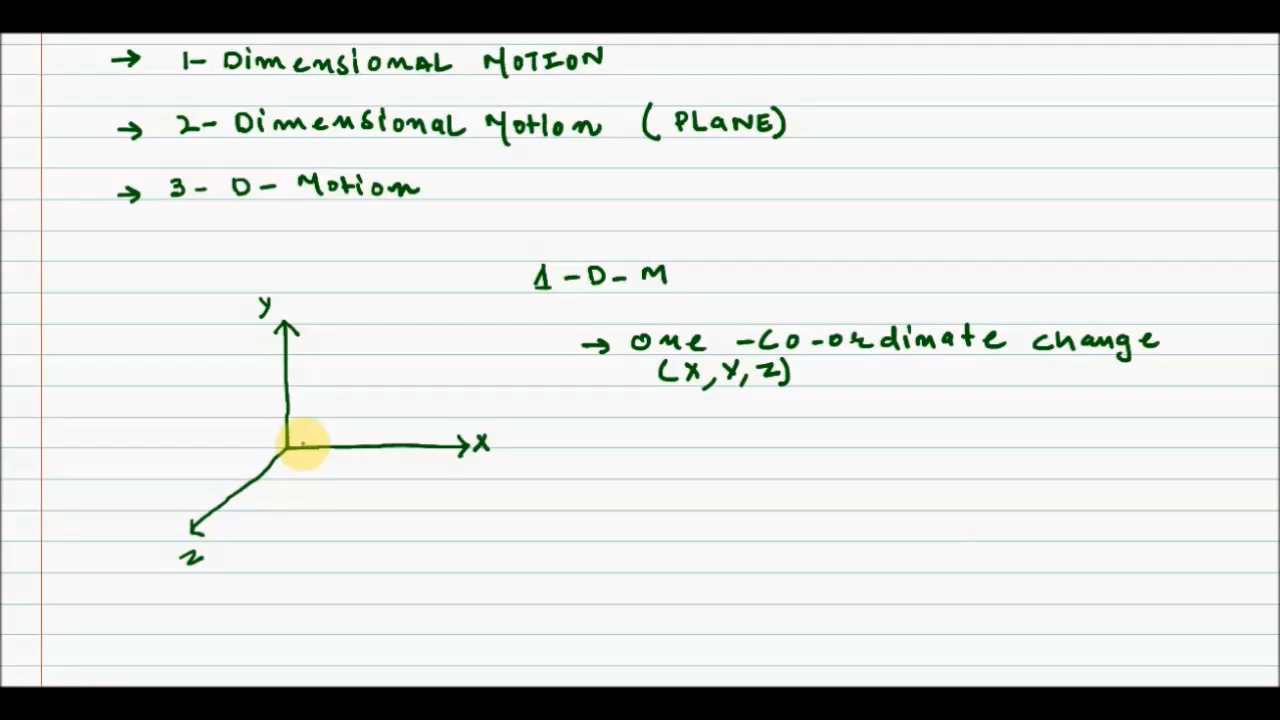 → 1- Dimensional MOTION
→ 2- Dimensional Motion (PLANE)
→ 3 - D - Motion
1 - D - M
Y
→ one - co-ordinate change
(X, Y, Z)
X
Z